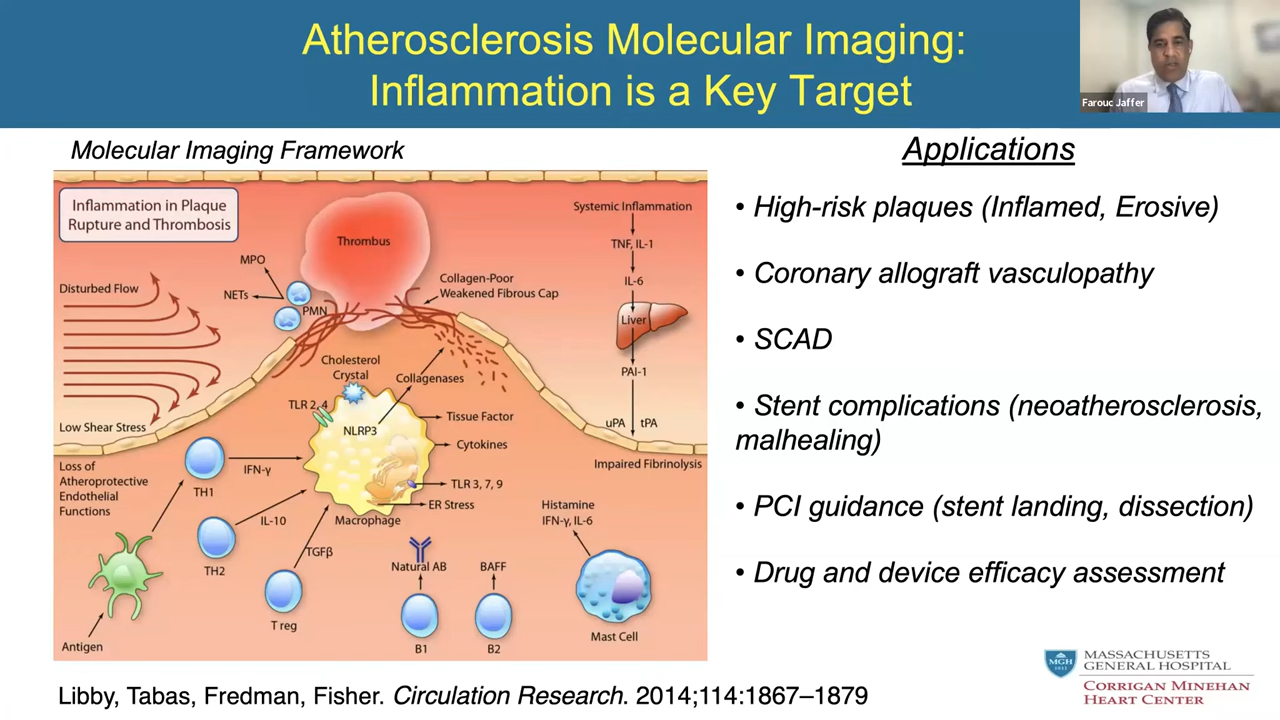 Atherosclerosis Molecular Imaging:
Inflammation is a Key Target
Farouc Jaffer
Molecular Imaging Framework
Inflammation in Plaque
Rupture and Thrombosis
Disturbed Flow
Low Shear Stress
Loss of
Atheroprotective
Endothelial
Functions
MPO
NETs
PMN
Thrombus
Collagen-Poor
Weakened Fibrous Cap
Cholesterol
Crystal
Collagenases
TLR 2, 4
NLRP3
Tissue Factor
Cytokines
TLR 3, 7, 9
ER Stress
Macrophage
Systemic Inflammation
TNF, IL-1
IL-6
Liver
PAI-1
uPA
tPA
Impaired Fibrinolysis
TH1
IFN-γ
TH2
IL-10
TGFβ
T reg
Antigen
Natural AB
B1
BAFF
B2
Histamine
IFN-γ, IL-6
Mast Cell
Applications
• High-risk plaques (Inflamed, Erosive)
• Coronary allograft vasculopathy
• SCAD
• Stent complications (neoatherosclerosis,
malhealing)
• PCI guidance (stent landing, dissection)
• Drug and device efficacy assessment
Libby, Tabas, Fredman, Fisher. Circulation Research. 2014;114:1867–1879
MGH
1811
MASSACHUSETTS
GENERAL HOSPITAL
CORRIGAN MINEHAN
HEART CENTER